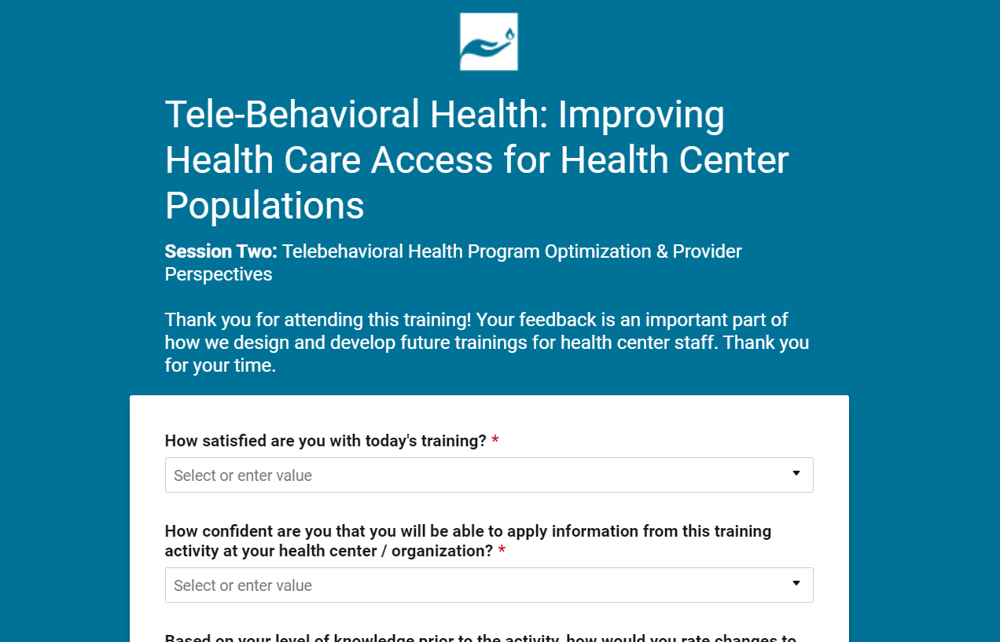 Tele-Behavioral Health: Improving
Health Care Access for Health Center
Populations
Session Two: Telebehavioral Health Program Optimization & Provider
Perspectives
Thank you for attending this training! Your feedback is an important part of
how we design and develop future trainings for health center staff. Thank you
for your time.
How satisfied are you with today's training? *
Select or enter value
How confident are you that you will be able to apply information from this training
activity at your health center / organization? *
Select or enter value
Based on your level of knowledge prior to the activity, how would you rate changes to